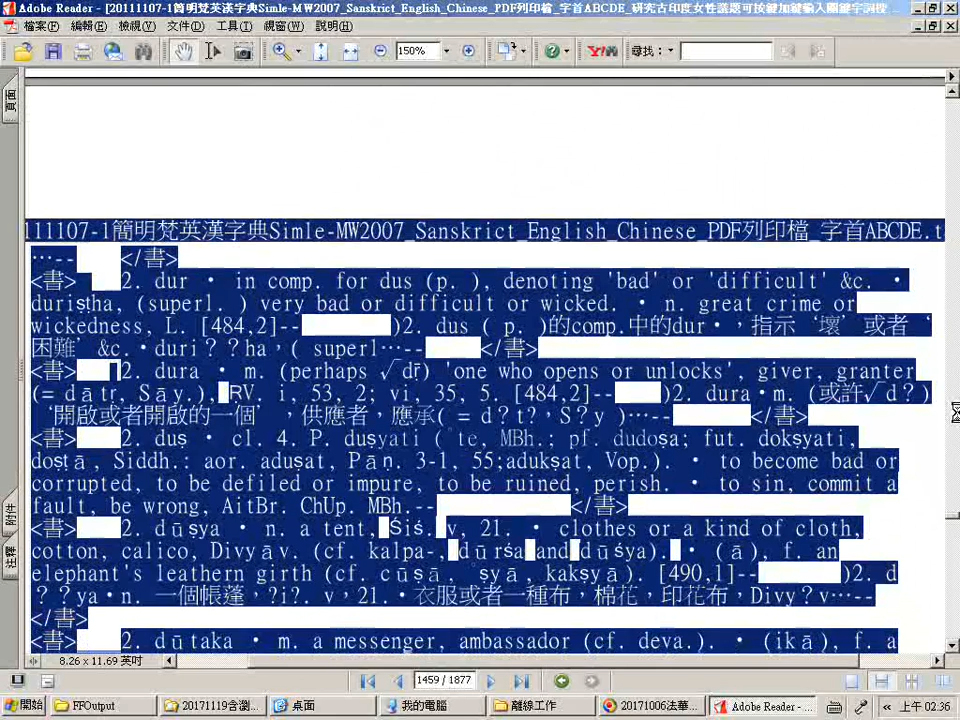 Adobe Reader - [20111107-1簡明梵英漢字典Simle-MW2007_Sanskrict_English_Chinese_PDF列印檔_字首ABCDE_研究古印度女性議題可按鍵加鍵輸入關鍵字詞搜
檔案(F) 編輯(E) 檢視(V) 文件(D) 工具(T) 視窗(W) 說明(H)
150% Y! 尋找:
頁面
111107-1簡明梵英漢字典Simle-MW2007_Sanskrict_English_Chinese_PDF列印檔_字首ABCDE.t
…-- </書>
<書> 2. dur • in comp. for dus (p. ), denoting 'bad' or 'difficult' &c. •
duriṣṭha, (superl. ) very bad or difficult or wicked. • n. great crime or
wickedness, L. [484,2]-- )2. dus ( p. )的comp.中的dur•,指示‘壞’或者‘
困難’&c.•duri??ha,( superl…-- </書>
<書> 2. dura • m. (perhaps √dṝ) 'one who opens or unlocks', giver, granter
(= dātṛ, Sāy.), RV. i, 53, 2; vi, 35, 5. [484,2]-- )2. dura•m. (或許√d?)
‘開啟或者開啟的一個’,供應者,應承( = d?t?, S?y )…-- </書>
<書> 2. duṣ • cl. 4. P. duṣyati (°te, MBh.; pf. dudoṣa; fut. dokṣyati,
doṣṭā, Siddh.: aor. aduṣat, Pāṇ. 3-1, 55;adukṣat, Vop.). • to become bad or
corrupted, to be defiled or impure, to be ruined, perish. • to sin, commit a
fault, be wrong, AitBr. ChUp. MBh.-- </書>
<書> 2. dūṣya • n. a tent, Śiś. v, 21. • clothes or a kind of cloth,
cotton, calico, Divyāv. (cf. kalpa-, dūrśa and dūśya). • (ā), f. an
elephant's leathern girth (cf. cūṣā, °ṣyā, kakṣyā). [490,1]-- )2. d
??ya•n. 一個帳蓬,?i?. v,21.•衣服或者一種布,棉花,印花布,Divy?v…--
</書>
<書> 2. dūtaka • m. a messenger, ambassador (cf. deva.). • (ikā), f. a
附件
注釋
8.26 x 11.69 英吋
1459 / 1877
開始 FFOutput 20171119含瀏... 桌面 我的電腦 離線工作 20171006法華... Adobe Reader - [... 上午 02:36